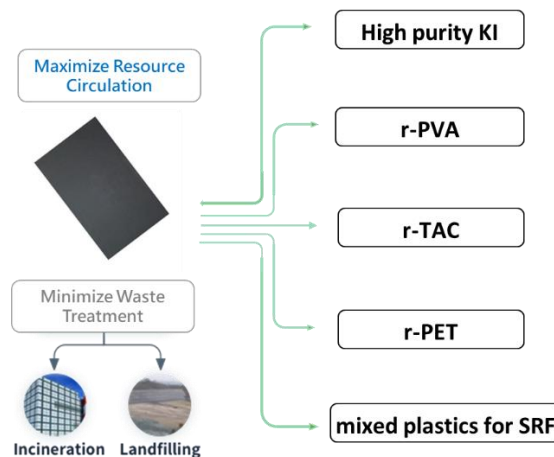 Maximize Resource
Circulation
Minimize Waste
Treatment
Incineration
Landfilling
High purity KI
r-PVA
r-TAC
r-PET
mixed plastics for SRF